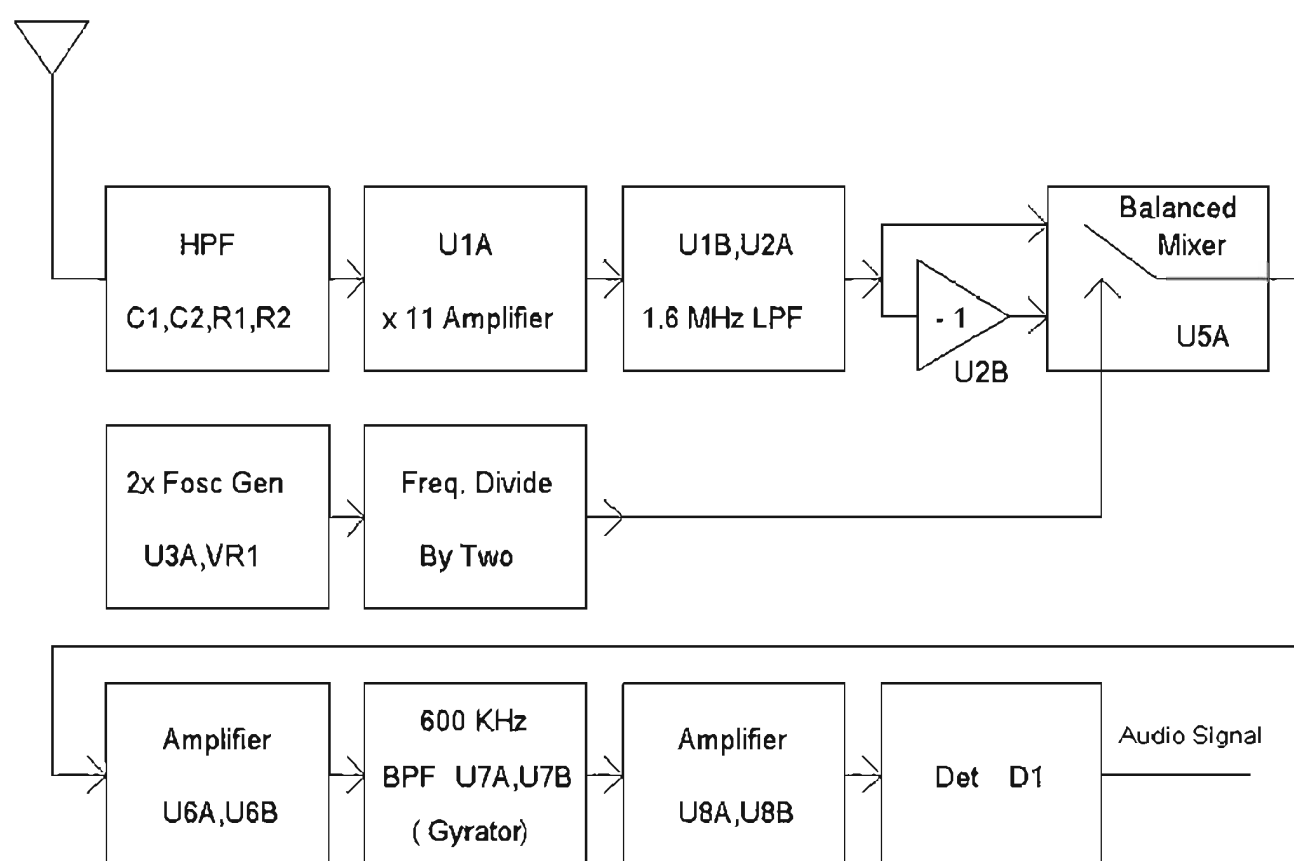 HPF
C1,C2,R1,R2
U1A
x 11 Amplifier
U1B,U2A
1.6 MHz LPF
- 1
U2B
Balanced
Mixer
U5A
2x Fosc Gen
U3A,VR1
Freq. Divide
By Two
Amplifier
U6A,U6B
600 KHz
BPF U7A,U7B
( Gyrator)
Amplifier
U8A,U8B
Det D1
Audio Signal